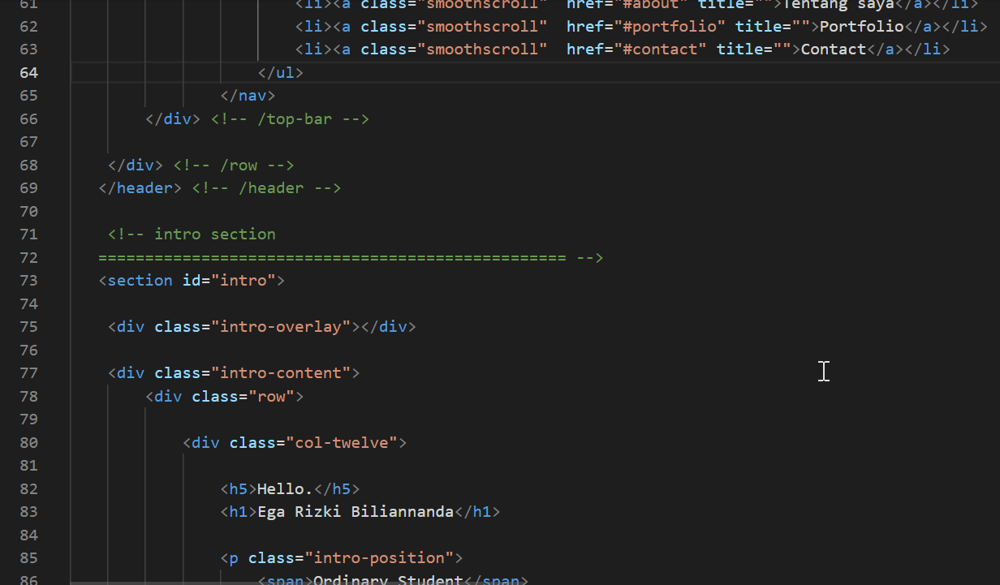 61 <li><a class="smoothscroll"  href="#about" title="">Tentang saya</a></li>
62 <li><a class="smoothscroll"  href="#portfolio" title="">Portfolio</a></li>
63 <li><a class="smoothscroll"  href="#contact" title="">Contact</a></li>
64 </ul>
65 </nav>
66 </div> <!-- /top-bar -->
67
68 </div> <!-- /row -->
69 </header> <!-- /header -->
70
71 <!-- intro section
72 ================================================== -->
73 <section id="intro">
74
75 <div class="intro-overlay"></div>
76
77 <div class="intro-content">
78 <div class="row">
79
80 <div class="col-twelve">
81
82 <h5>Hello.</h5>
83 <h1>Ega Rizki Biliannanda</h1>
84
85 <p class="intro-position">
86 <span>Ordinary Student</span>